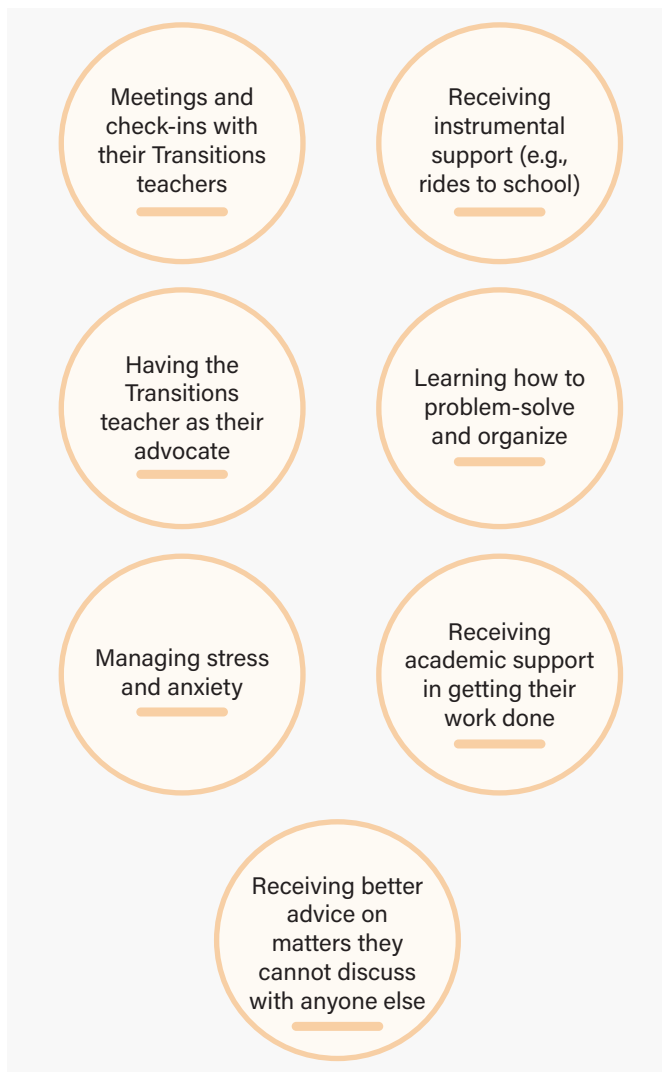 Meetings and
check-ins with
their Transitions
teachers
Receiving
instrumental
support (e.g.,
rides to school)
Having the
Transitions
teacher as their
advocate
Learning how to
problem-solve
and organize
Managing stress
and anxiety
Receiving
academic support
in getting their
work done
Receiving better
advice on
matters they
cannot discuss
with anyone else